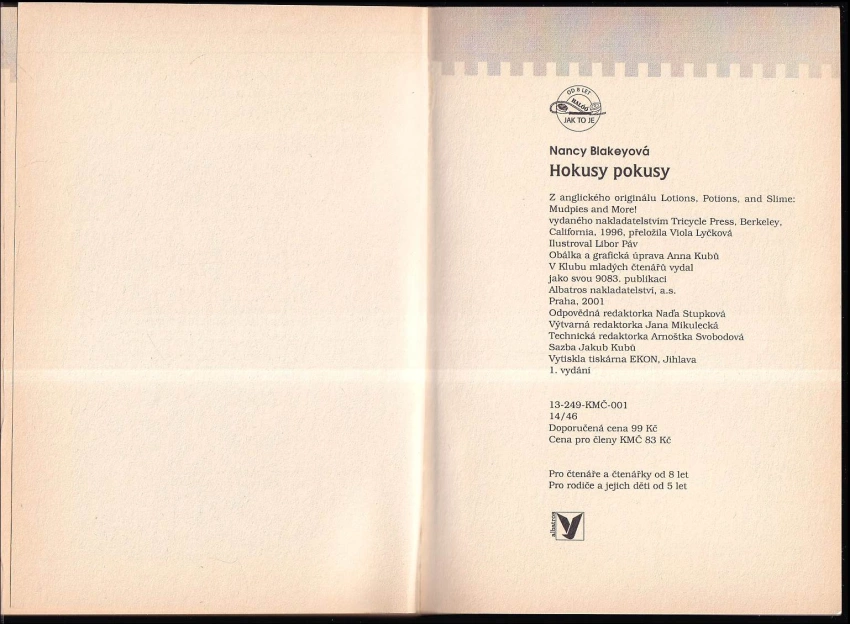 OD 8 LET
HALÓÓ
JAK TO JE
Nancy Blakeyová
Hokusy pokusy
Z anglického originálu Lotions, Potions, and Slime:
Mudpies and More!
vydaného nakladatelstvím Tricycle Press, Berkeley,
California, 1996, přeložila Viola Lyčková
Ilustroval Libor Páv
Obálka a grafická úprava Anna Kubů
V Klubu mladých čtenářů vydal
jako svou 9083. publikaci
Albatros nakladatelství, a.s.
Praha, 2001
Odpovědná redaktorka Naďa Stupková
Výtvarná redaktorka Jana Mikulecká
Technická redaktorka Arnoštka Svobodová
Sazba Jakub Kubů
Vytiskla tiskárna EKON, Jihlava
1. vydání
13-249-KMČ-001
14/46
Doporučená cena 99 Kč
Cena pro členy KMČ 83 Kč
Pro čtenáře a čtenářky od 8 let
Pro rodiče a jejich děti od 5 let
albatros